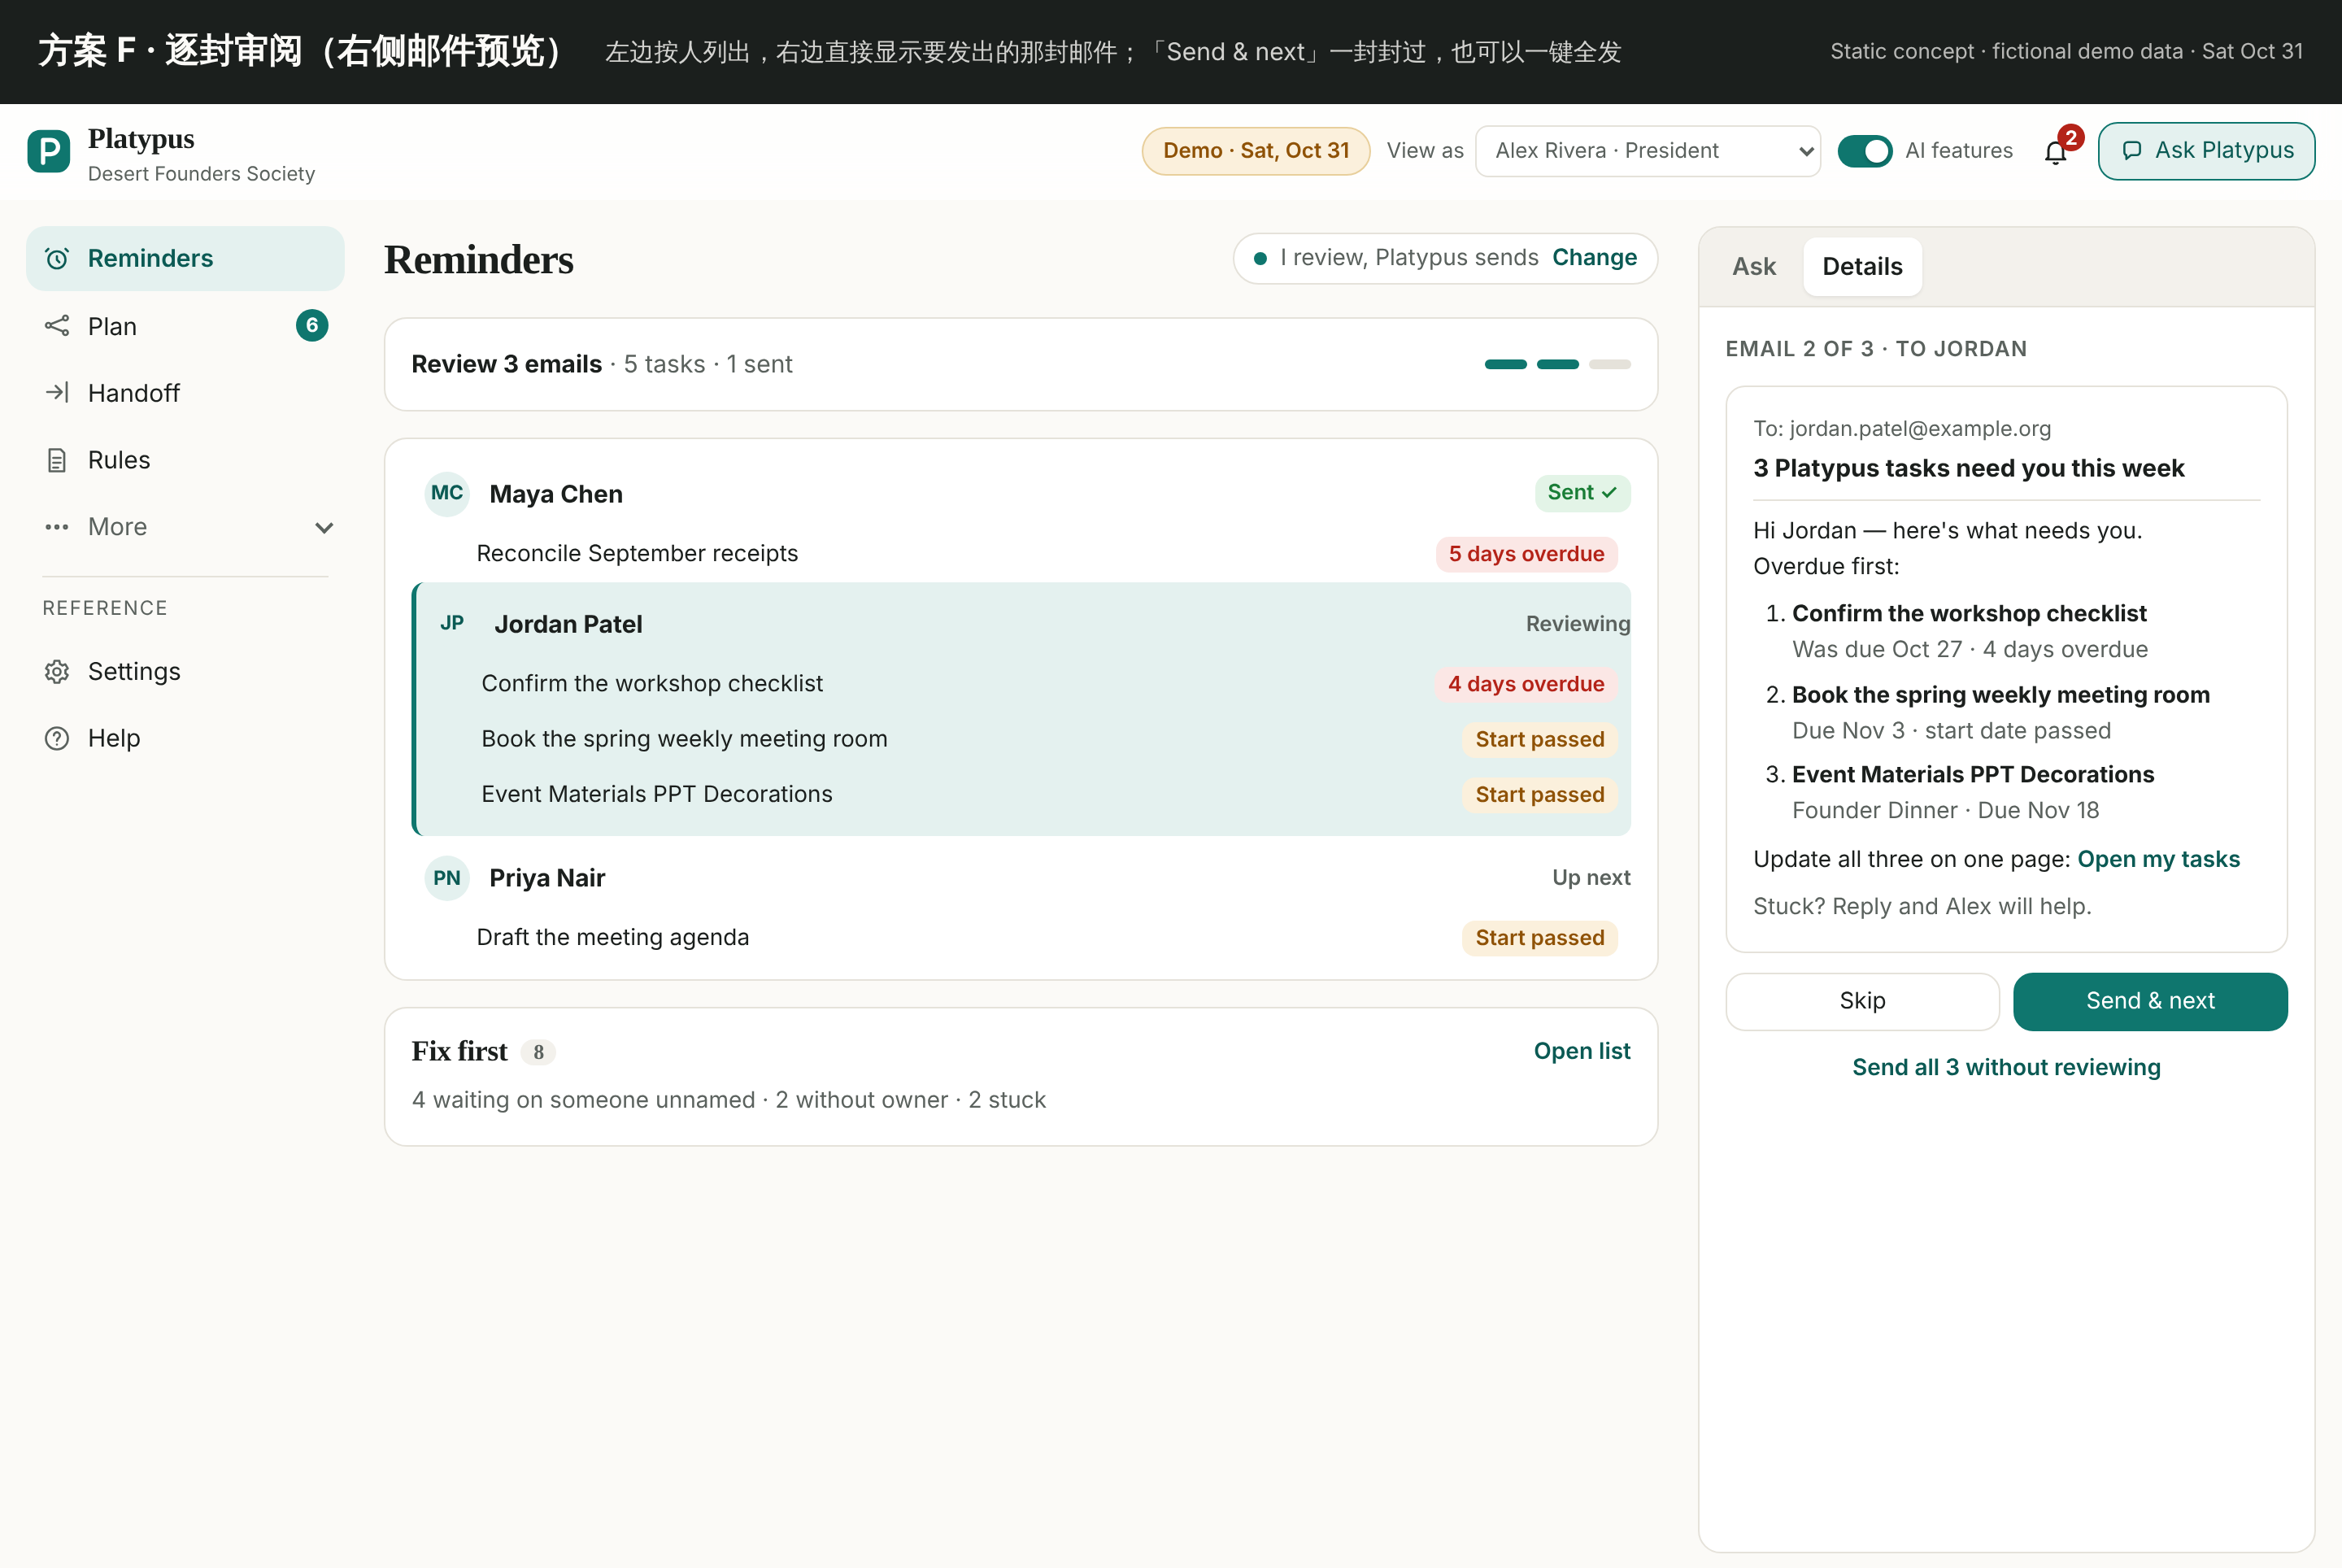 方案 F · 逐封审阅（右侧邮件预览）
左边按人列出，右边直接显示要发出的那封邮件；「Send & next」一封封过，也可以一键全发
Static concept · fictional demo data · Sat Oct 31
P
Platypus
Desert Founders Society
Demo · Sat, Oct 31
View as
Alex Rivera · President
AI features
2
Ask Platypus
Reminders
Plan
6
Handoff
Rules
More
REFERENCE
Settings
Help
Reminders
I review, Platypus sends Change
Review 3 emails · 5 tasks · 1 sent
MC
Maya Chen
Sent ✓
Reconcile September receipts
5 days overdue
JP
Jordan Patel
Reviewing
Confirm the workshop checklist
4 days overdue
Book the spring weekly meeting room
Start passed
Event Materials PPT Decorations
Start passed
PN
Priya Nair
Up next
Draft the meeting agenda
Start passed
Fix first 8
Open list
4 waiting on someone unnamed · 2 without owner · 2 stuck
Ask
Details
EMAIL 2 OF 3 · TO JORDAN
To: jordan.patel@example.org
3 Platypus tasks need you this week
Hi Jordan — here's what needs you.
Overdue first:
1. Confirm the workshop checklist
Was due Oct 27 · 4 days overdue
2. Book the spring weekly meeting room
Due Nov 3 · start date passed
3. Event Materials PPT Decorations
Founder Dinner · Due Nov 18
Update all three on one page: Open my tasks
Stuck? Reply and Alex will help.
Skip
Send & next
Send all 3 without reviewing